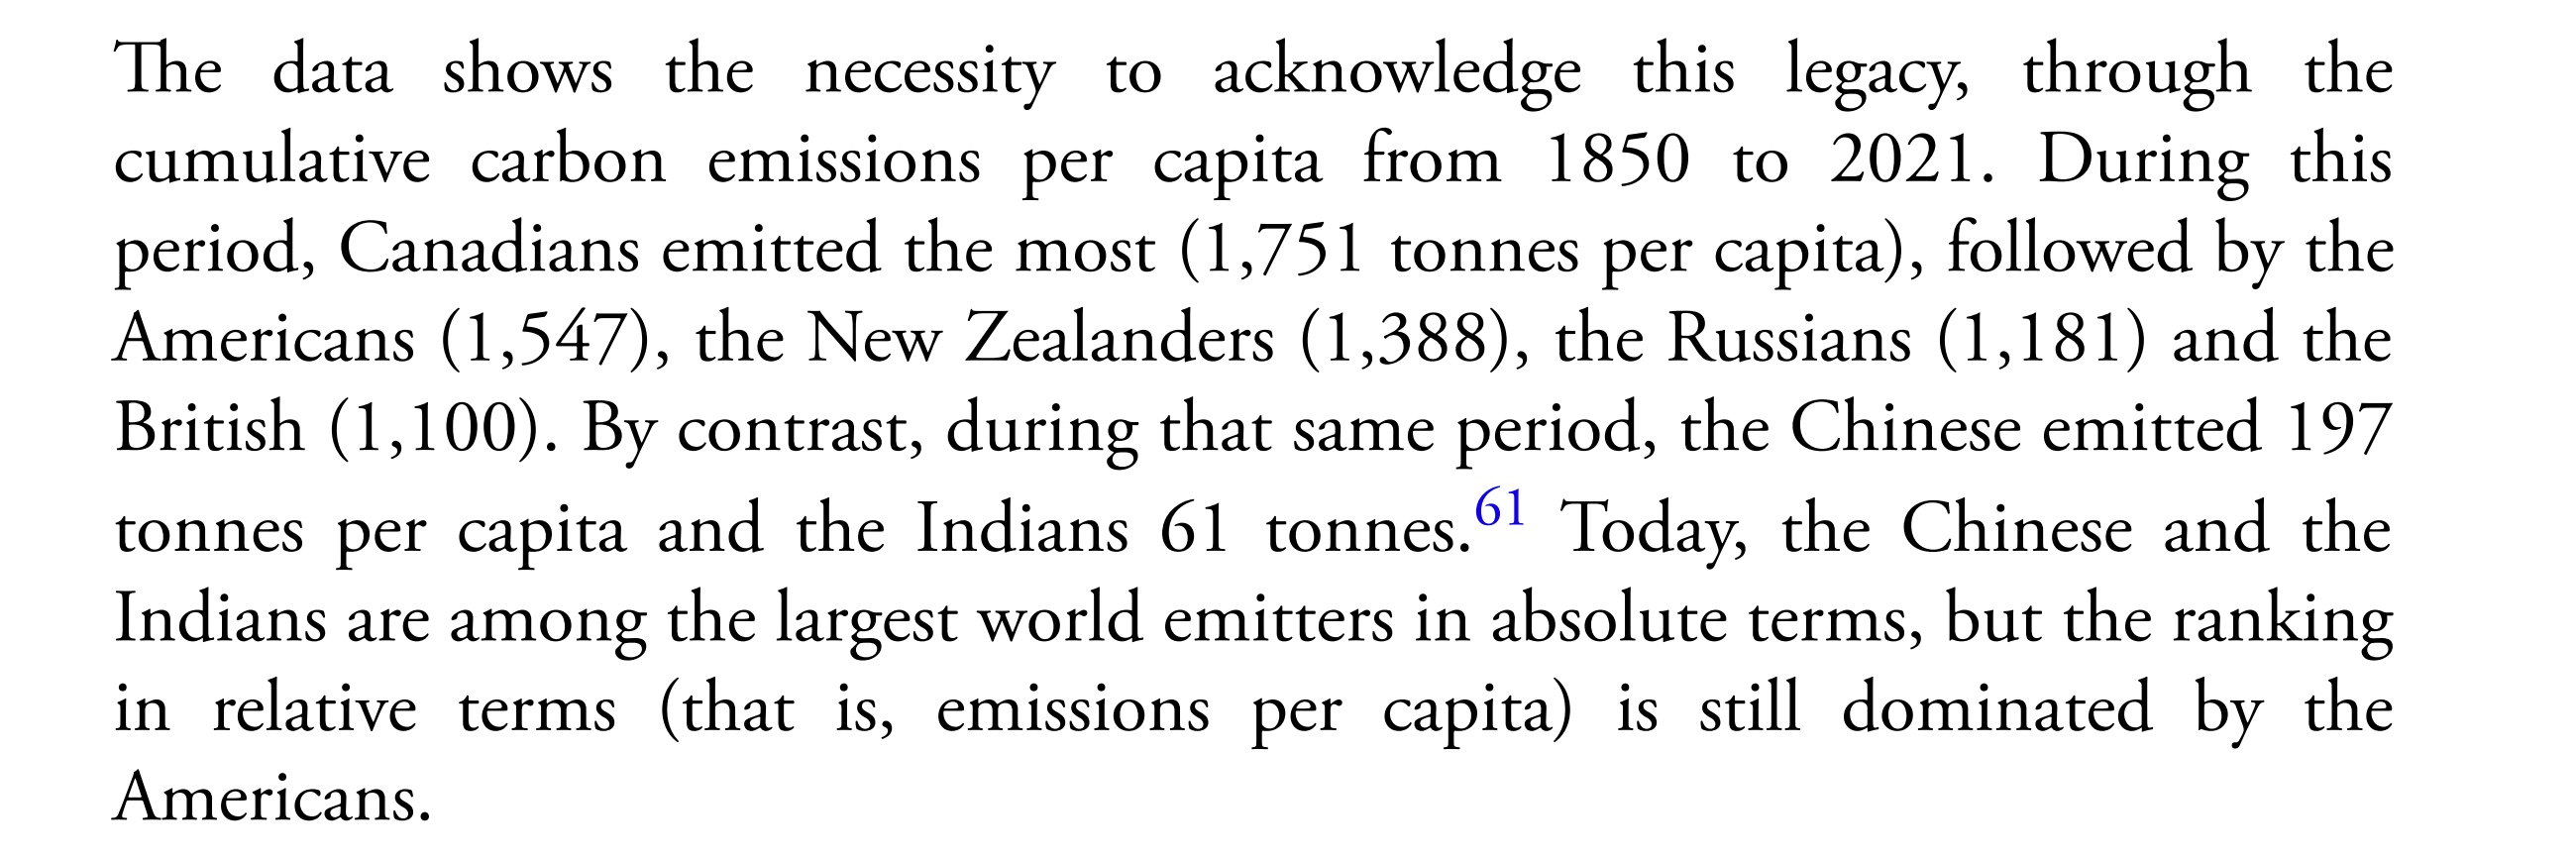 The data shows the necessity to acknowledge this legacy, through the
cumulative carbon emissions per capita from 1850 to 2021. During this
period, Canadians emitted the most (1,751 tonnes per capita), followed by the
Americans (1,547), the New Zealanders (1,388), the Russians (1,181) and the
British (1,100). By contrast, during that same period, the Chinese emitted 197
tonnes per capita and the Indians 61 tonnes.61 Today, the Chinese and the
Indians are among the largest world emitters in absolute terms, but the ranking
in relative terms (that is, emissions per capita) is still dominated by the
Americans.